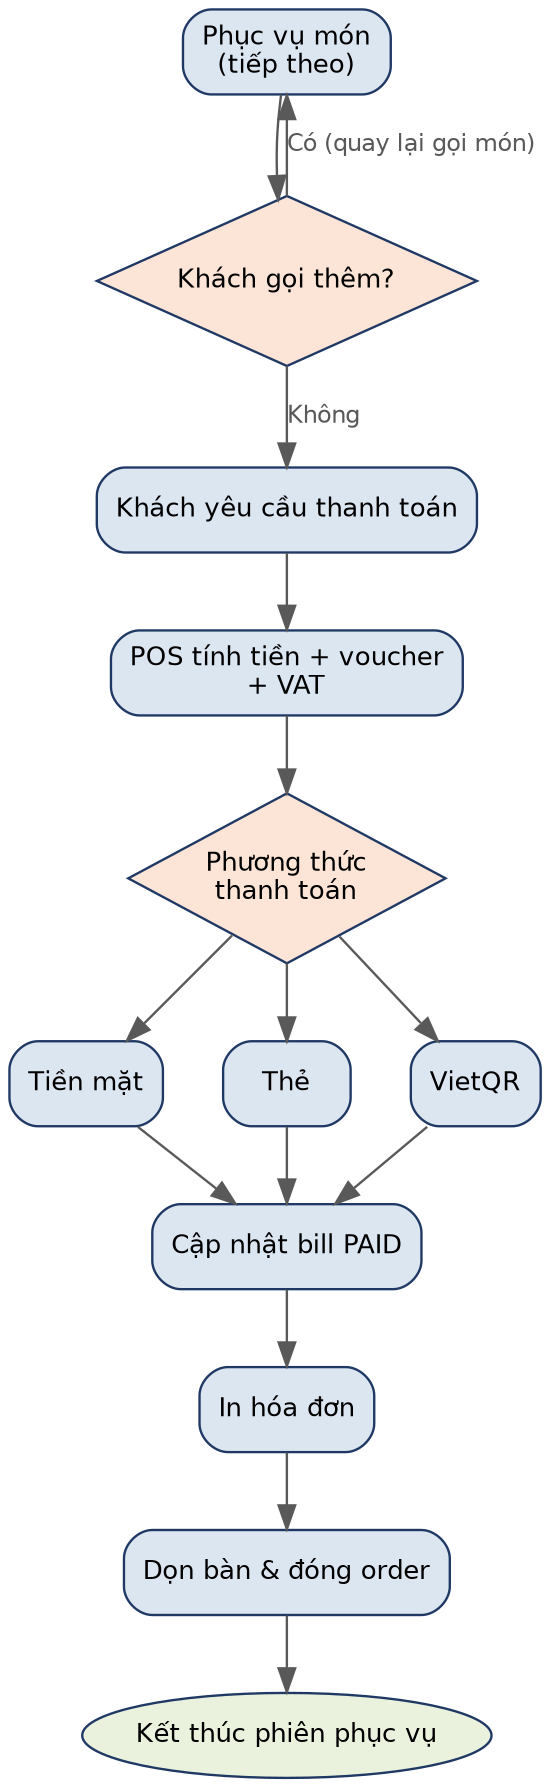 Phục vụ món
(tiếp theo)
Có (quay lại gọi món)
Khách gọi thêm?
Không
Khách yêu cầu thanh toán
POS tính tiền + voucher
+ VAT
Phương thức
thanh toán
Tiền mặt
Thẻ
VietQR
Cập nhật bill PAID
In hóa đơn
Dọn bàn & đóng order
Kết thúc phiên phục vụ